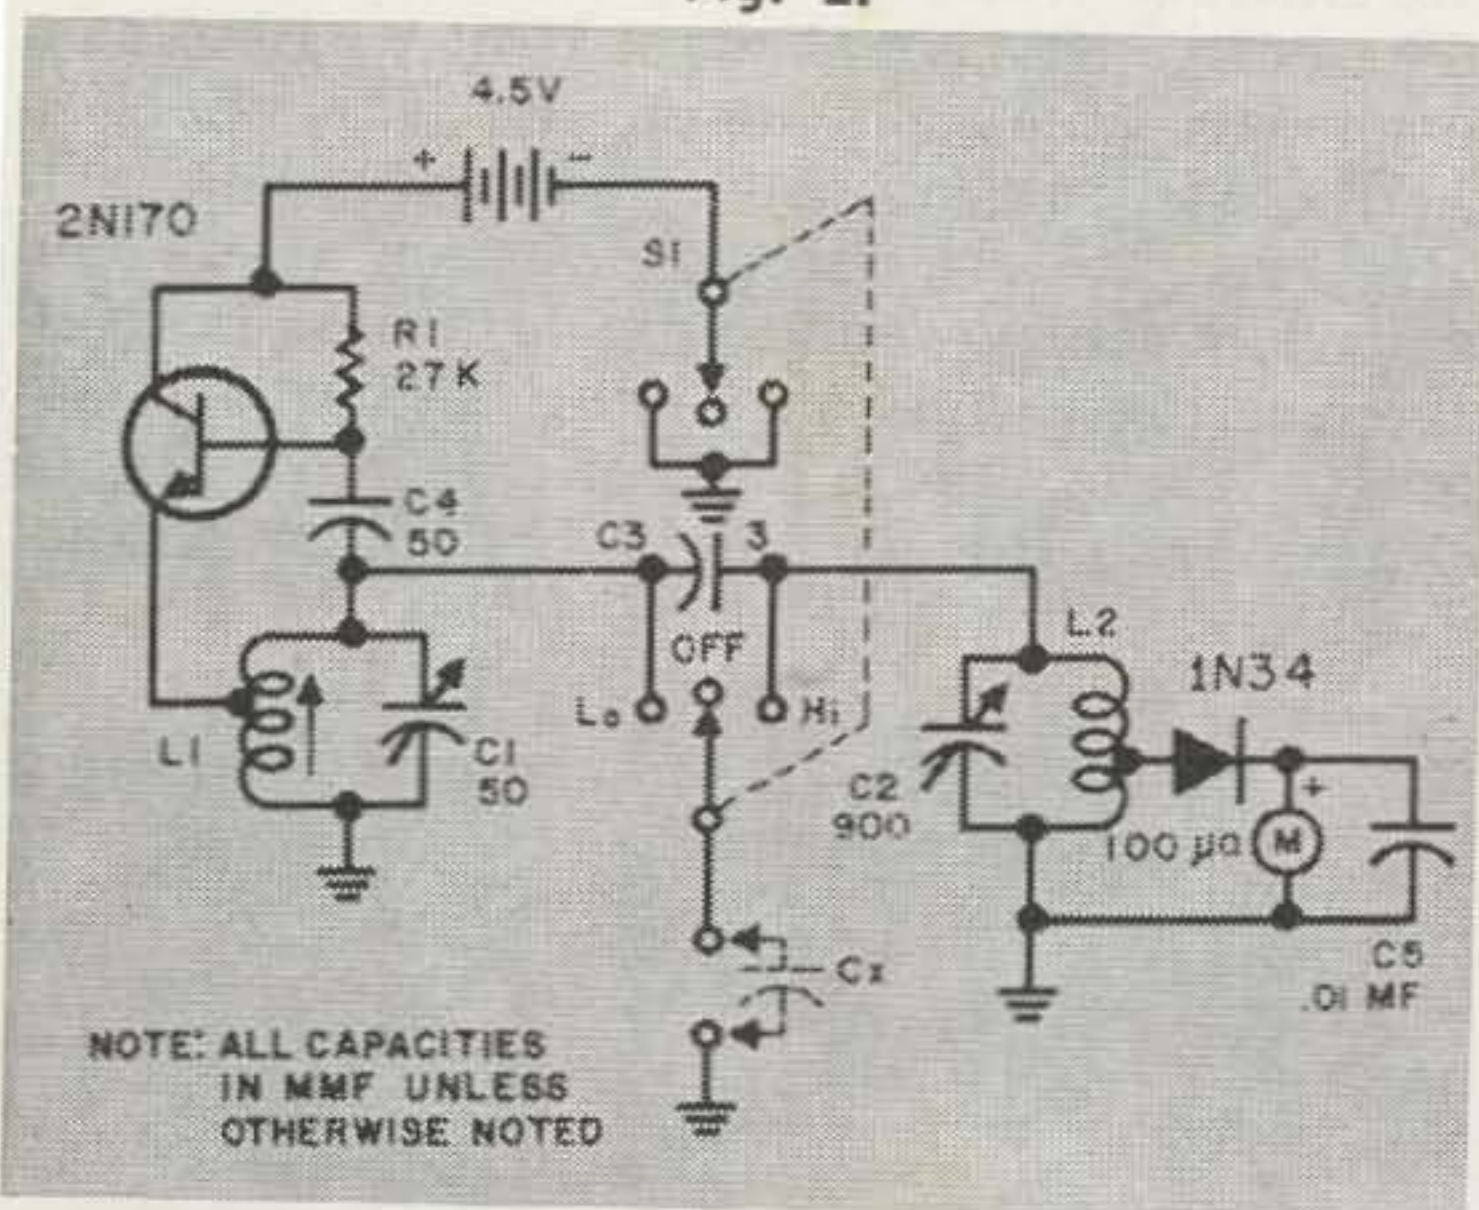 4.5V
+
−
2N170
S1
R1
27K
C4
50
C3
3
OFF
Lo
Hi
L2
1N34
L1
C1
50
C2
900
+
100 µa
M
Cx
C5
.01 MF
NOTE: ALL CAPACITIES
IN MMF UNLESS
OTHERWISE NOTED